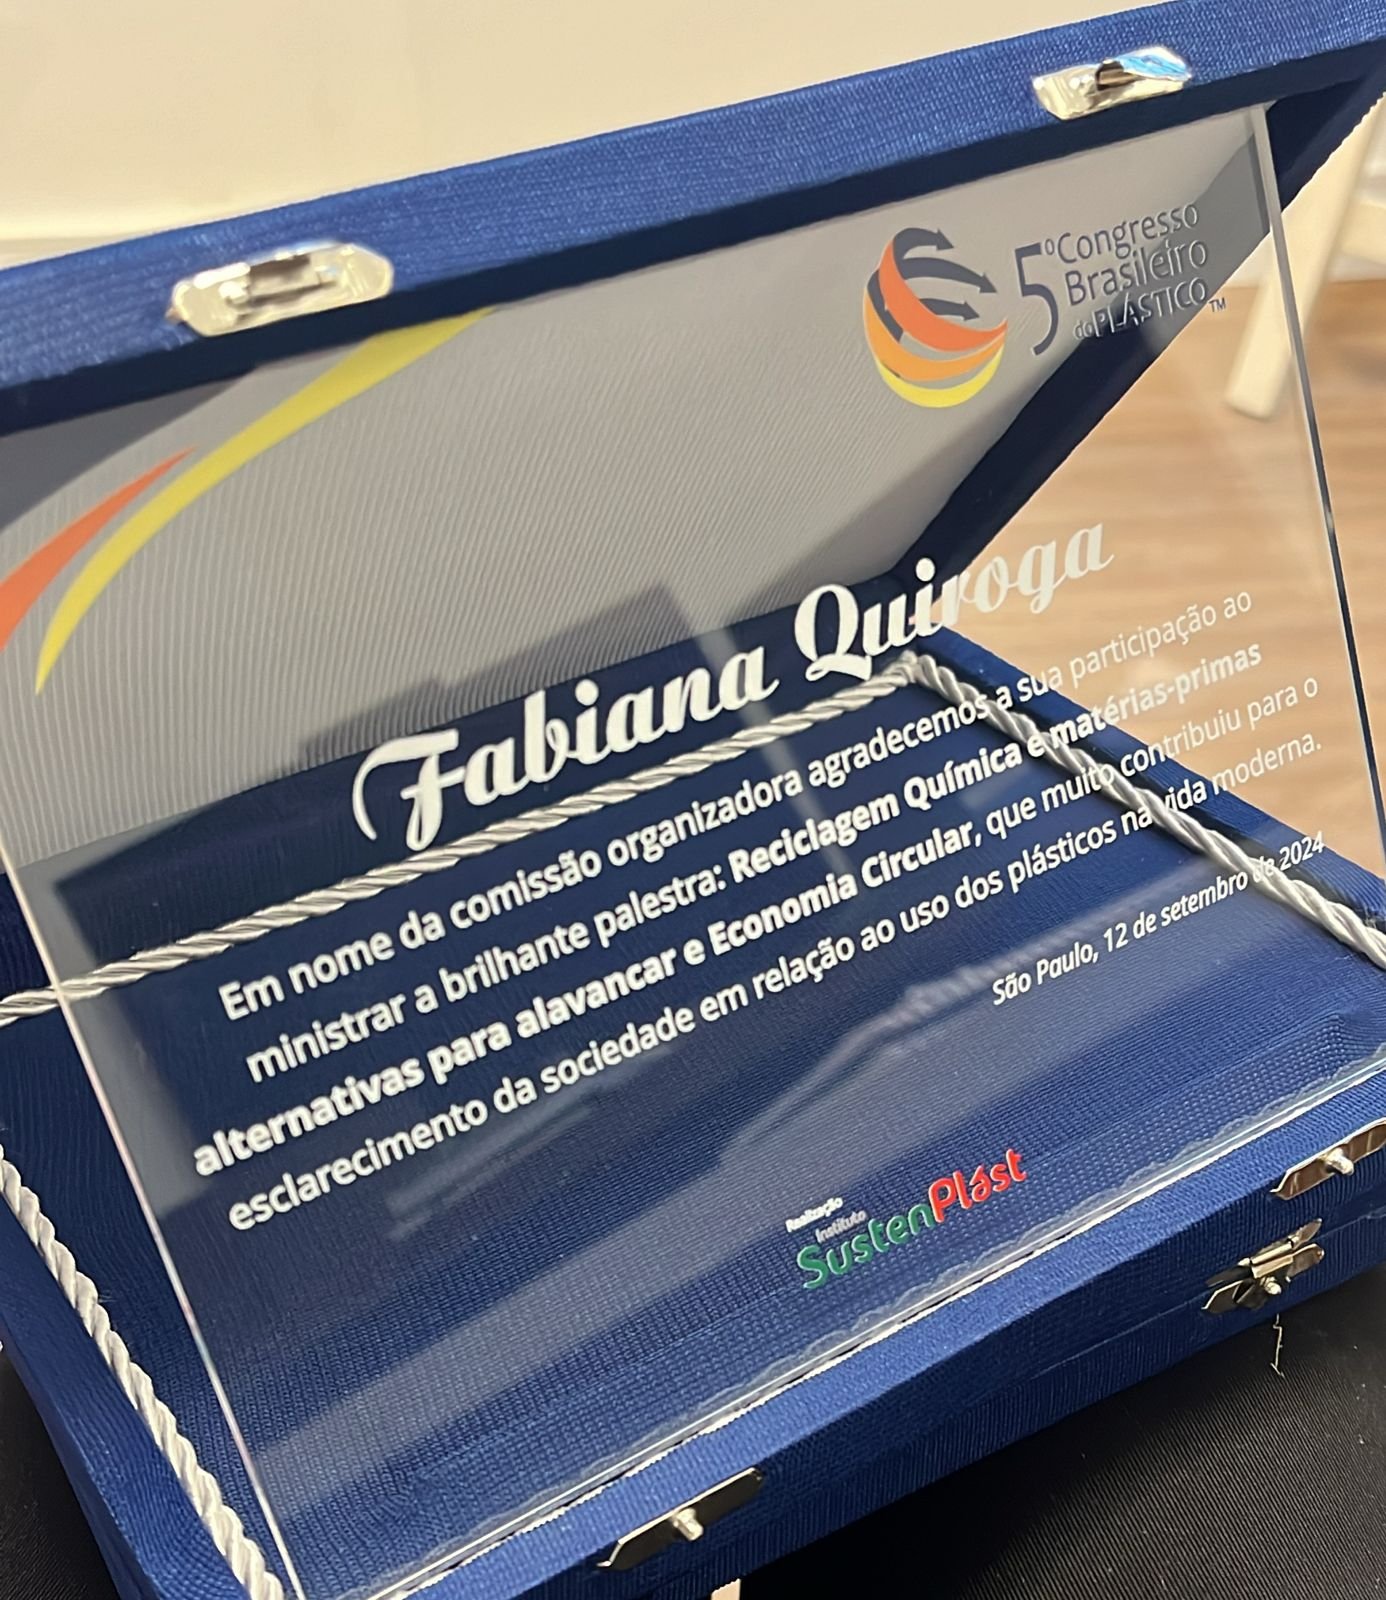 5º Congresso
Brasileiro
do PLÁSTICO™
Fabiana Quiroga
Em nome da comissão organizadora agradecemos a sua participação ao
ministrar a brilhante palestra: Reciclagem Química e matérias-primas
alternativas para alavancar e Economia Circular, que muito contribuiu para o
esclarecimento da sociedade em relação ao uso dos plásticos na vida moderna.
São Paulo, 12 de setembro de 2024
Realização
Instituto
SustenPlást